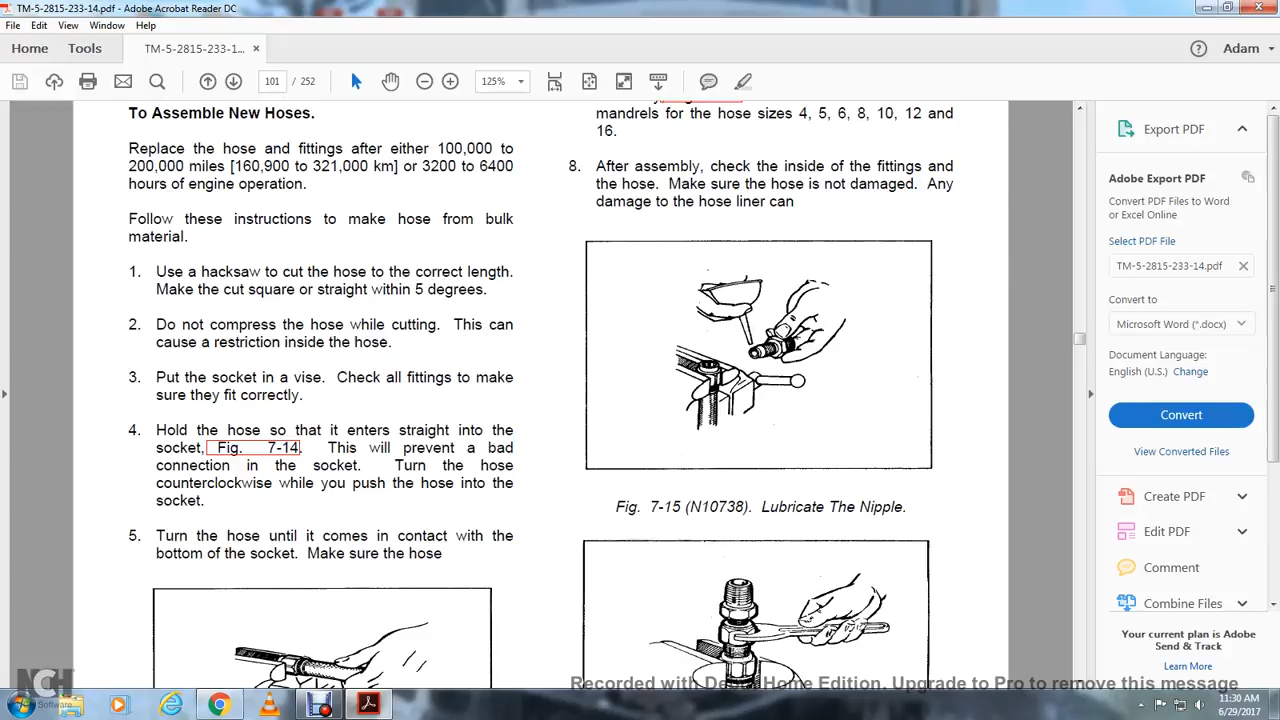 TM-5-2815-233-14.pdf - Adobe Acrobat Reader DC
File Edit View Window Help
Home Tools TM-5-2815-233-1... × Adam
101 / 252 125%
To Assemble New Hoses.
Replace the hose and fittings after either 100,000 to
200,000 miles [160,900 to 321,000 km] or 3200 to 6400
hours of engine operation.
Follow these instructions to make hose from bulk
material.
1. Use a hacksaw to cut the hose to the correct length.
Make the cut square or straight within 5 degrees.
2. Do not compress the hose while cutting. This can
cause a restriction inside the hose.
3. Put the socket in a vise. Check all fittings to make
sure they fit correctly.
4. Hold the hose so that it enters straight into the
socket, Fig. 7-14. This will prevent a bad
connection in the socket. Turn the hose
counterclockwise while you push the hose into the
socket.
5. Turn the hose until it comes in contact with the
bottom of the socket. Make sure the hose
mandrels for the hose sizes 4, 5, 6, 8, 10, 12 and
16.
8. After assembly, check the inside of the fittings and
the hose. Make sure the hose is not damaged. Any
damage to the hose liner can
Fig. 7-15 (N10738). Lubricate The Nipple.
Export PDF
Adobe Export PDF
Convert PDF Files to Word
or Excel Online
Select PDF File
TM-5-2815-233-14.pdf
Convert to
Microsoft Word (*.docx)
Document Language:
English (U.S.) Change
Convert
View Converted Files
Create PDF
Edit PDF
Comment
Combine Files
Your current plan is Adobe
Send & Track
Learn More
NCH
Software
Recorded with Debut Home Edition. Upgrade to Pro to remove this message
11:30 AM
6/29/2017